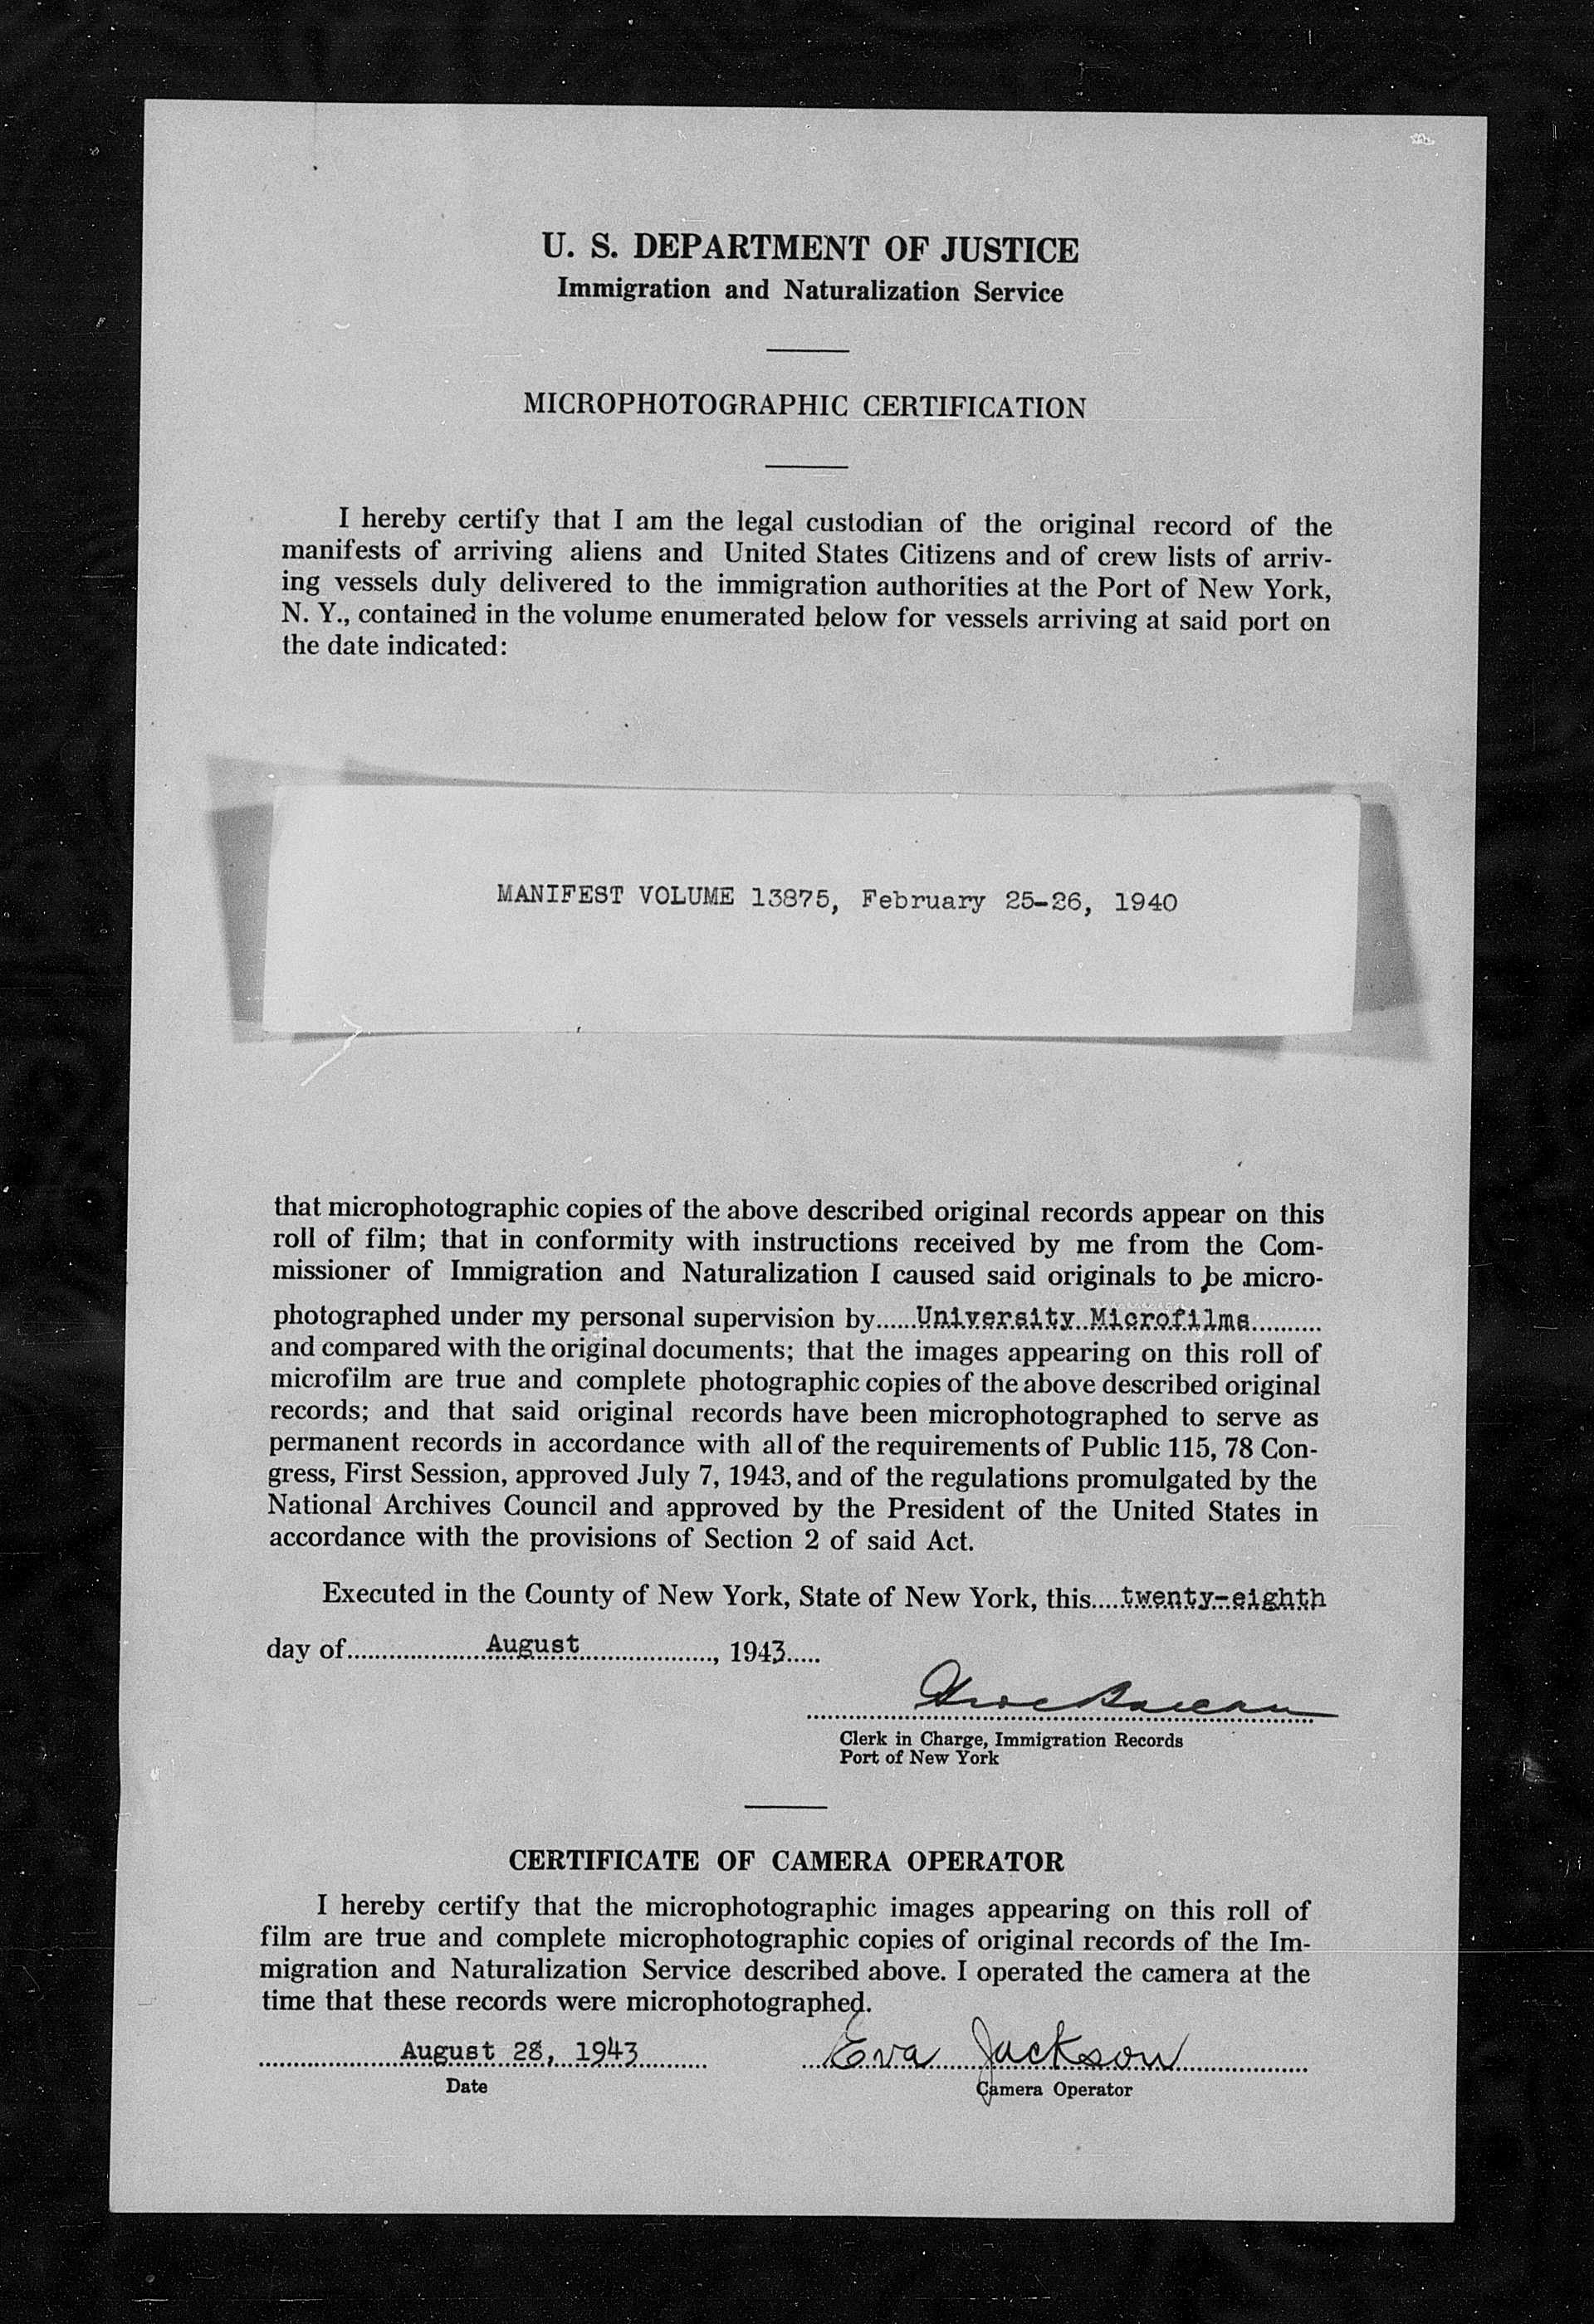 U. S. DEPARTMENT OF JUSTICE
Immigration and Naturalization Service
MICROPHOTOGRAPHIC CERTIFICATION
I hereby certify that I am the legal custodian of the original record of the
manifests of arriving aliens and United States Citizens and of crew lists of arriv-
ing vessels duly delivered to the immigration authorities at the Port of New York,
N. Y., contained in the volume enumerated below for vessels arriving at said port on
the date indicated:
MANIFEST VOLUME 13875, February 25-26, 1940
that microphotographic copies of the above described original records appear on this
roll of film; that in conformity with instructions received by me from the Com-
missioner of Immigration and Naturalization I caused said originals to be micro-
photographed under my personal supervision by......University Microfilms..........
and compared with the original documents; that the images appearing on this roll of
microfilm are true and complete photographic copies of the above described original
records; and that said original records have been microphotographed to serve as
permanent records in accordance with all of the requirements of Public 115, 78 Con-
gress, First Session, approved July 7, 1943, and of the regulations promulgated by the
National Archives Council and approved by the President of the United States in
accordance with the provisions of Section 2 of said Act.
Executed in the County of New York, State of New York, this....twenty-eighth
day of......................August......................, 1943.....
Clerk in Charge, Immigration Records
Port of New York
CERTIFICATE OF CAMERA OPERATOR
I hereby certify that the microphotographic images appearing on this roll of
film are true and complete microphotographic copies of original records of the Im-
migration and Naturalization Service described above. I operated the camera at the
time that these records were microphotographed.
August 28, 1943 Eva Jackson
Date Camera Operator